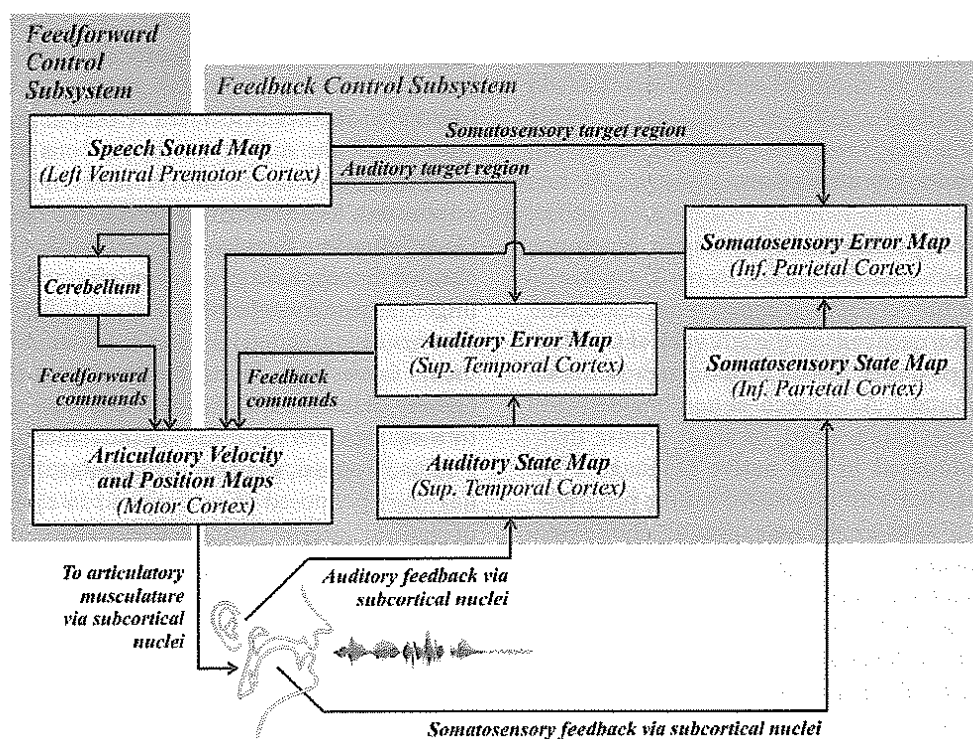 Feedforward
Control
Subsystem
Feedback Control Subsystem
Speech Sound Map
(Left Ventral Premotor Cortex)
Somatosensory target region
Auditory target region
Somatosensory Error Map
(Inf. Parietal Cortex)
Cerebellum
Auditory Error Map
(Sup. Temporal Cortex)
Somatosensory State Map
(Inf. Parietal Cortex)
Feedforward
commands
Feedback
commands
Articulatory Velocity
and Position Maps
(Motor Cortex)
Auditory State Map
(Sup. Temporal Cortex)
To articulatory
musculature
via subcortical
nuclei
Auditory feedback via
subcortical nuclei
Somatosensory feedback via subcortical nuclei